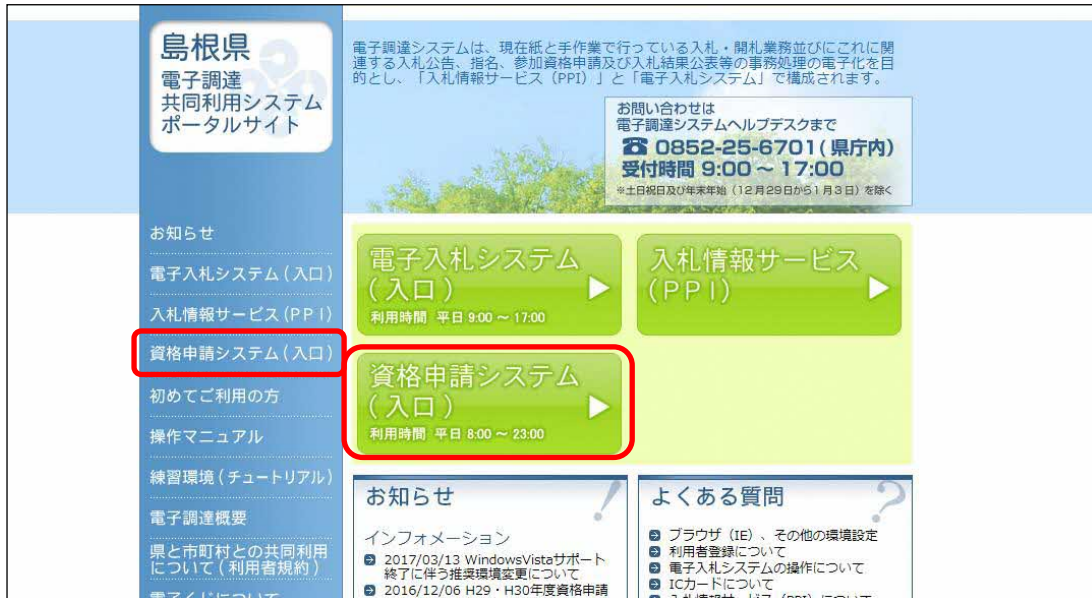 島根県
電子調達
共同利用システム
ポータルサイト
電子調達システムは、現在紙と手作業で行っている入札・開札業務並びにこれに関
連する入札公告、指名、参加資格申請及び入札結果公表等の事務処理の電子化を目
的とし、「入札情報サービス（PPI）」と「電子入札システム」で構成されます。
お問い合わせは
電子調達システムヘルプデスクまで
0852-25-6701(県庁内)
受付時間 9:00～17:00
※土日祝日及び年末年始（12月29日から1月3日）を除く
お知らせ
電子入札システム(入口)
入札情報サービス(PPI)
資格申請システム(入口)
初めてご利用の方
操作マニュアル
練習環境(チュートリアル)
電子調達概要
県と市町村との共同利用
について(利用者規約)
電子くじについて
電子入札システム
(入口)
利用時間 平日 9:00～17:00
入札情報サービス
(PPI)
資格申請システム
(入口)
利用時間 平日 8:00～23:00
お知らせ
インフォメーション
2017/03/13 WindowsVistaサポート
終了に伴う推奨環境変更について
2016/12/06 H29・H30年度資格申請
よくある質問
ブラウザ（IE）、その他の環境設定
利用者登録について
電子入札システムの操作について
ICカードについて
入札情報サービス（PPI）について